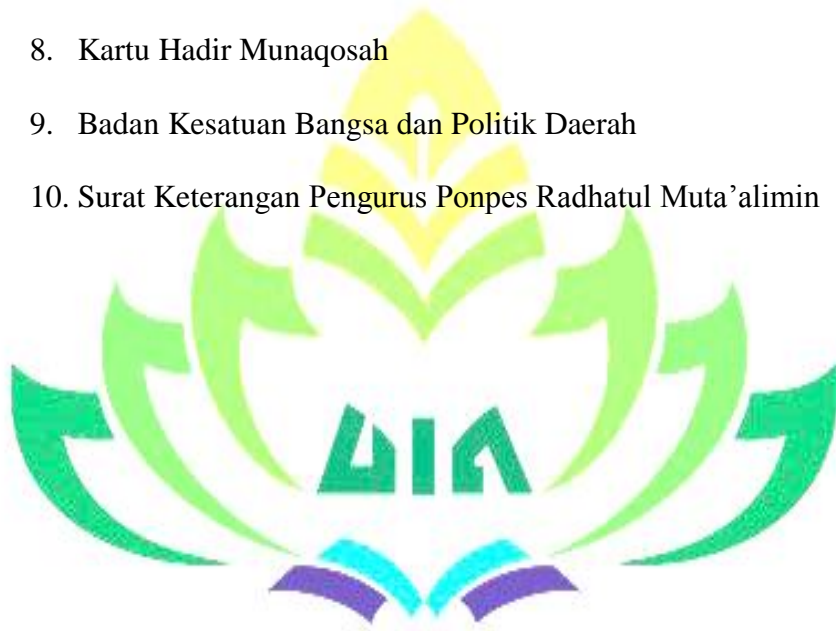 8. Kartu Hadir Munaqosah
9. Badan Kesatuan Bangsa dan Politik Daerah
10. Surat Keterangan Pengurus Ponpes Radhatul Muta’alimin
UIN